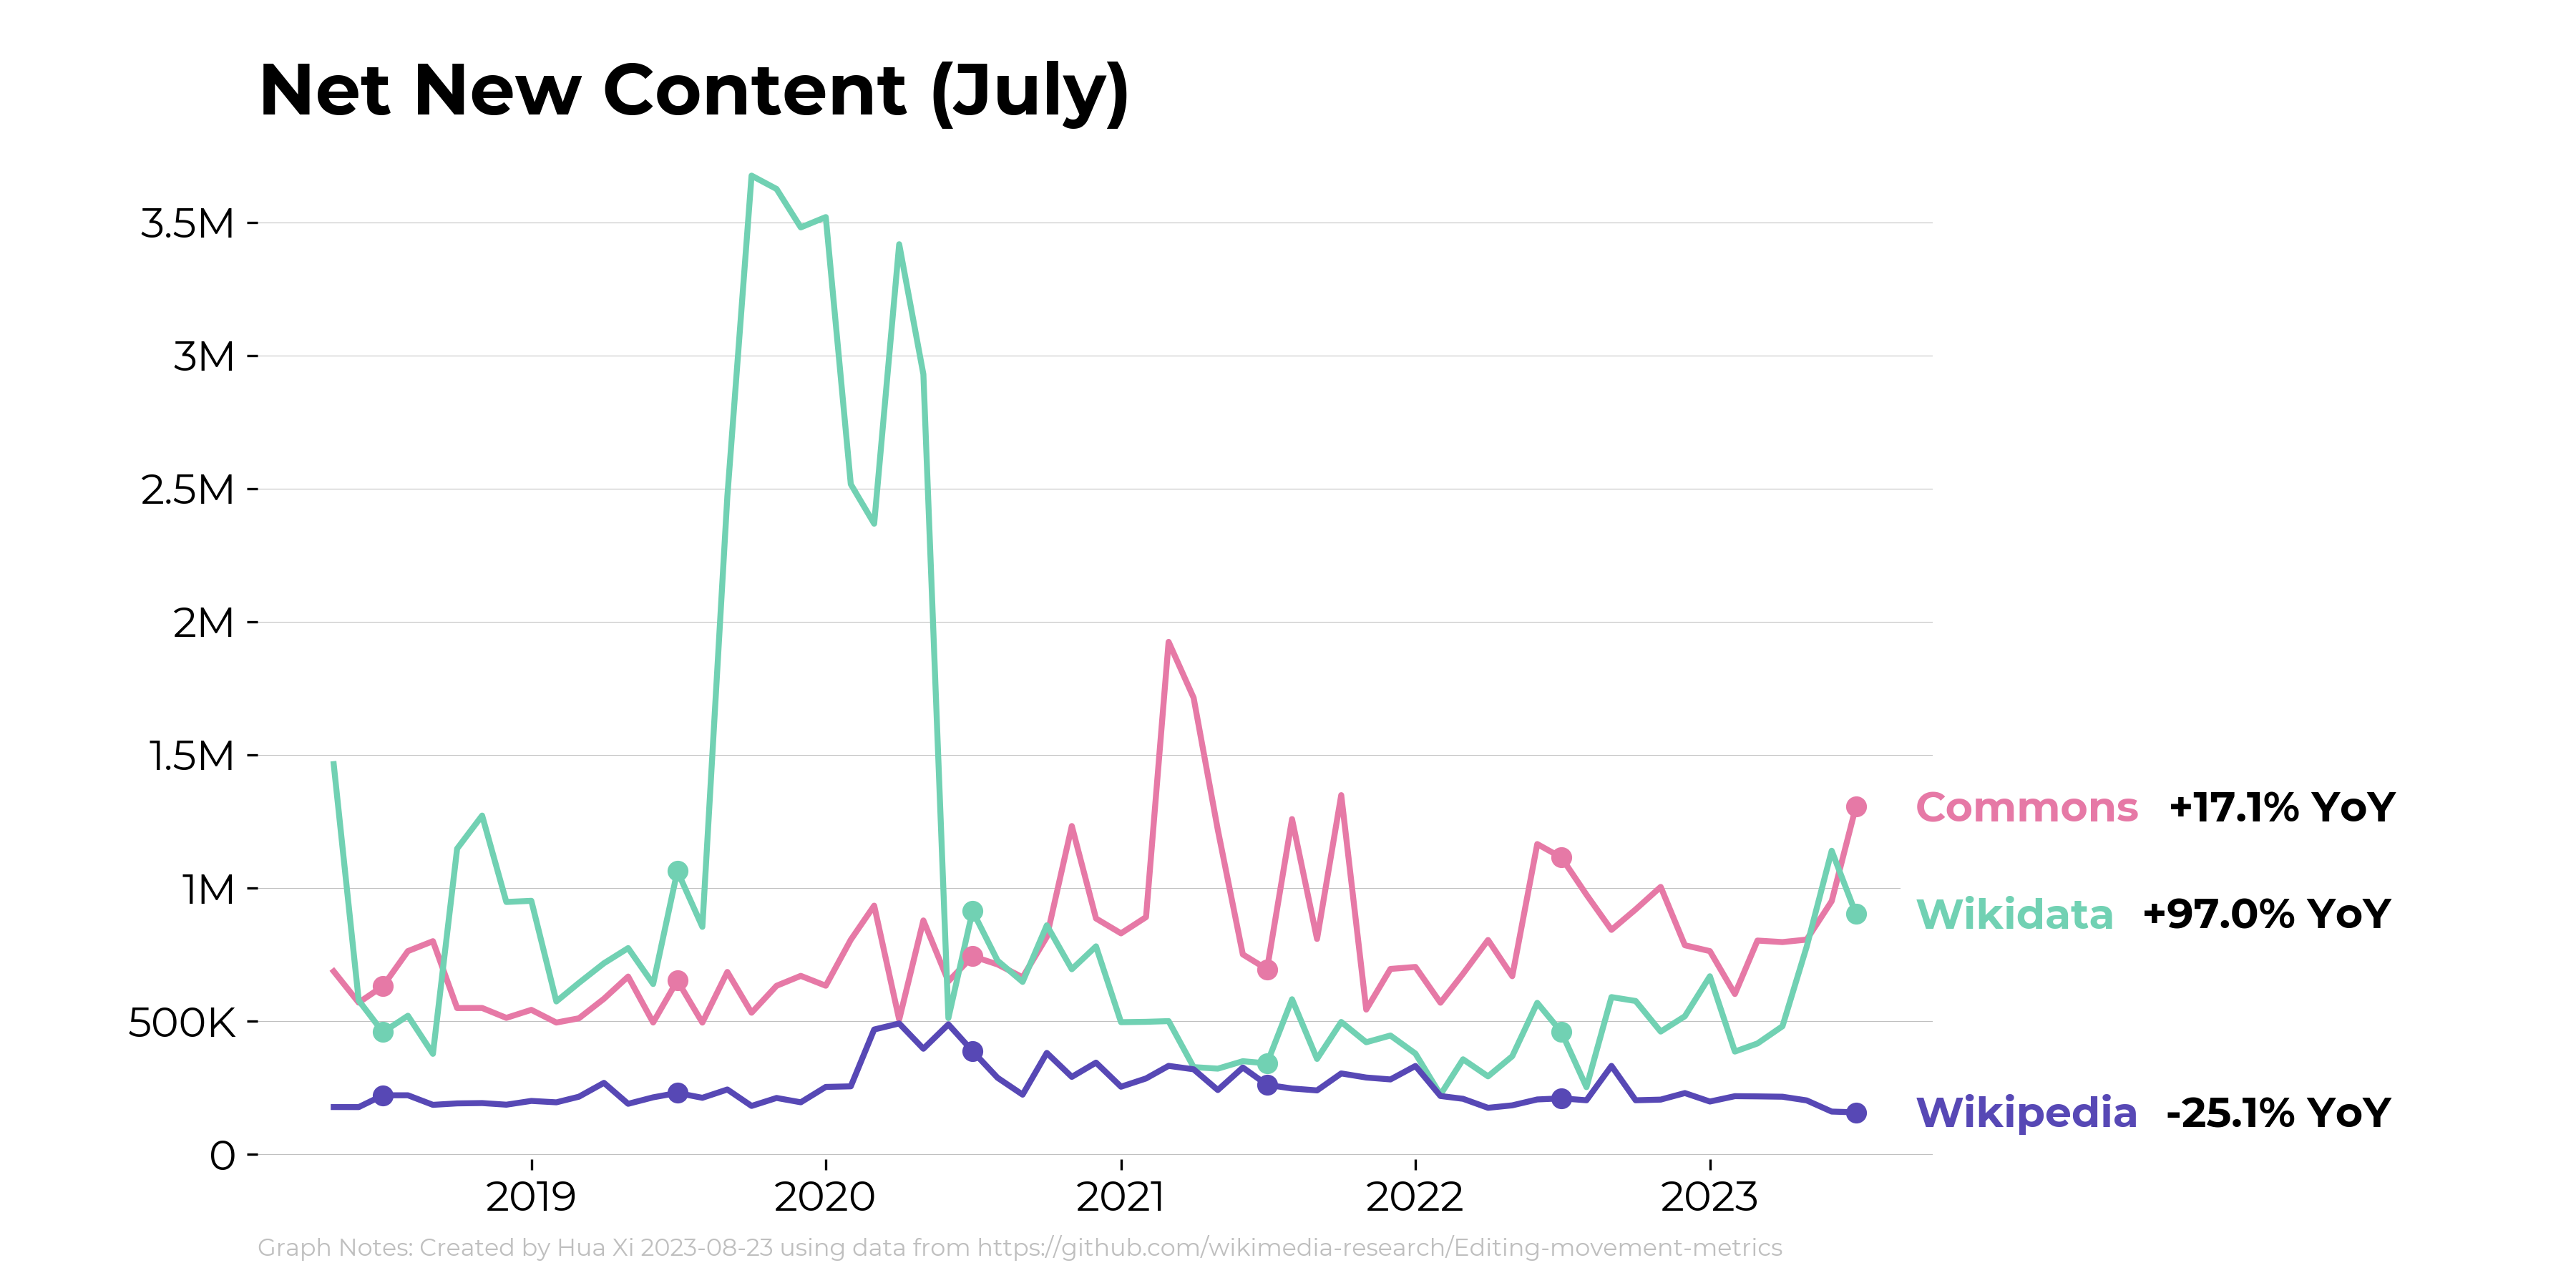 Net New Content (July)
3.5M
3M
2.5M
2M
1.5M
1M
500K
0
Commons +17.1% YoY
Wikidata +97.0% YoY
Wikipedia -25.1% YoY
2019 2020 2021 2022 2023
Graph Notes: Created by Hua Xi 2023-08-23 using data from https://github.com/wikimedia-research/Editing-movement-metrics